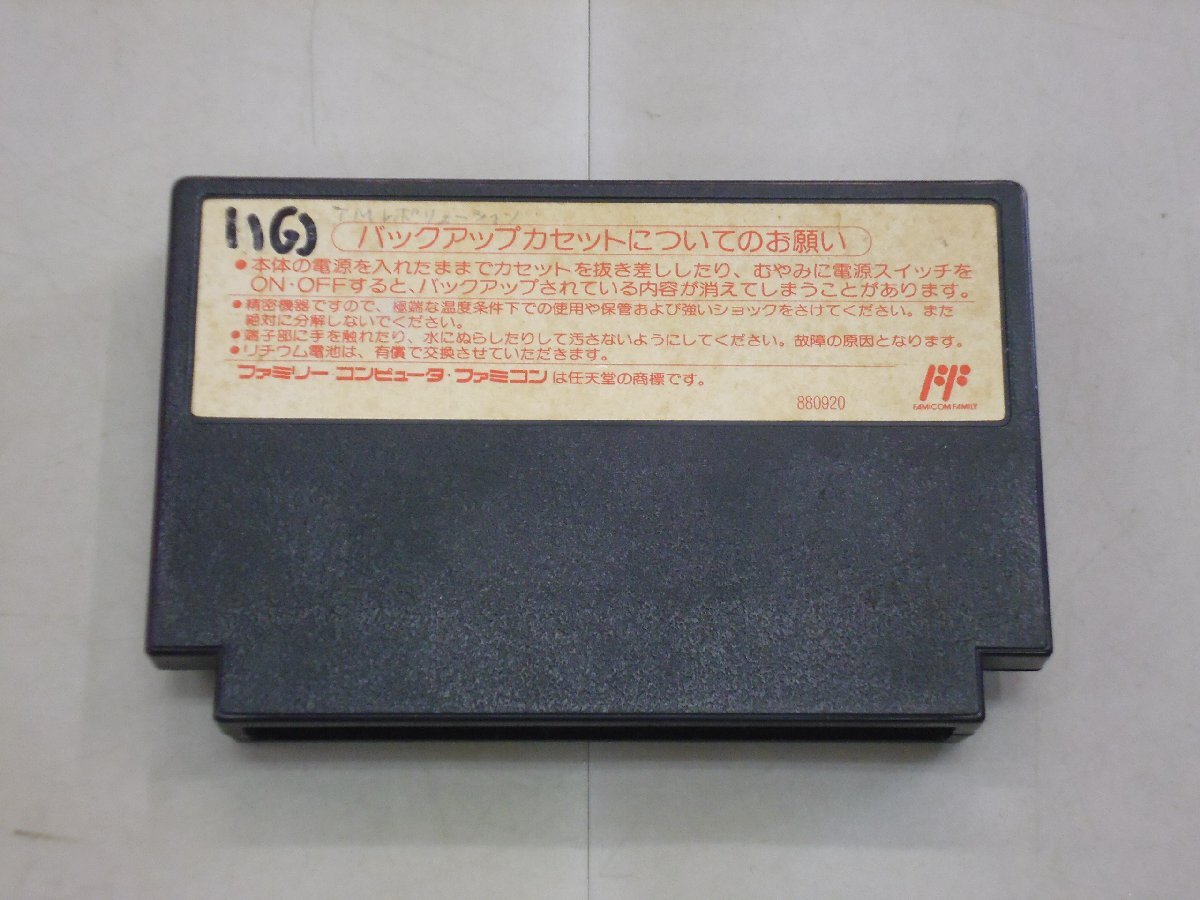 TMレボリューション
バックアップカセットについてのお願い
●本体の電源を入れたままでカセットを抜き差ししたり、むやみに電源スイッチを
ON・OFFすると、バックアップされている内容が消えてしまうことがあります。
●精密機器ですので、極端な温度条件下での使用や保管および強いショックをさけてください。また
絶対に分解しないでください。
●端子部に手を触れたり、水にぬらしたりして汚さないようにしてください。故障の原因となります。
●リチウム電池は、有償で交換させていただきます。
ファミリーコンピュータ・ファミコンは任天堂の商標です。
880920
FAMICOM FAMILY